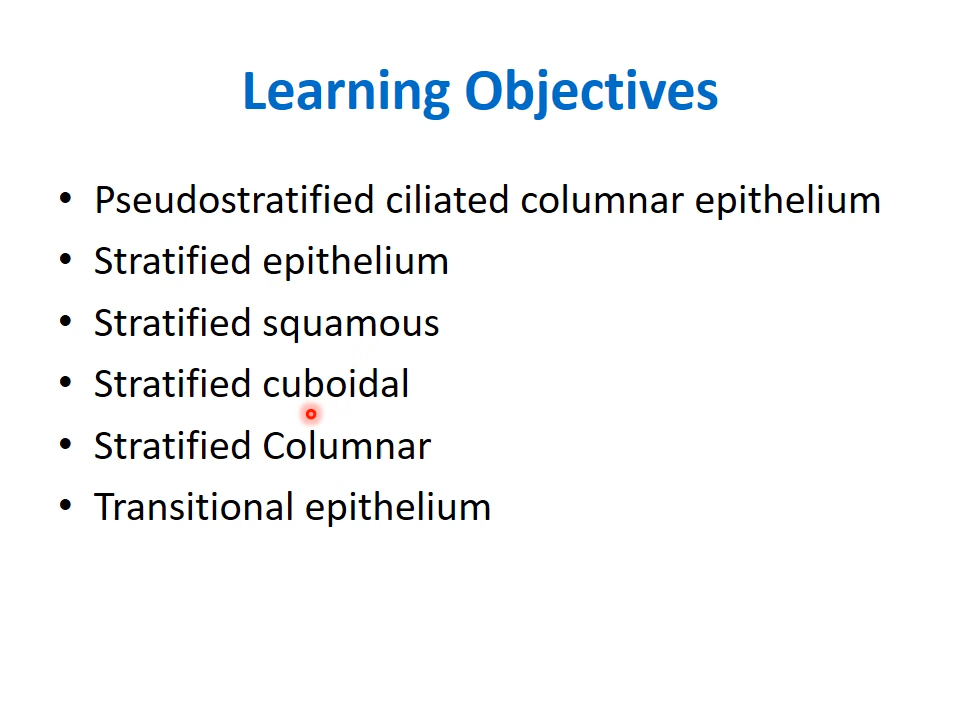 Learning Objectives
• Pseudostratified ciliated columnar epithelium
• Stratified epithelium
• Stratified squamous
• Stratified cuboidal
• Stratified Columnar
• Transitional epithelium